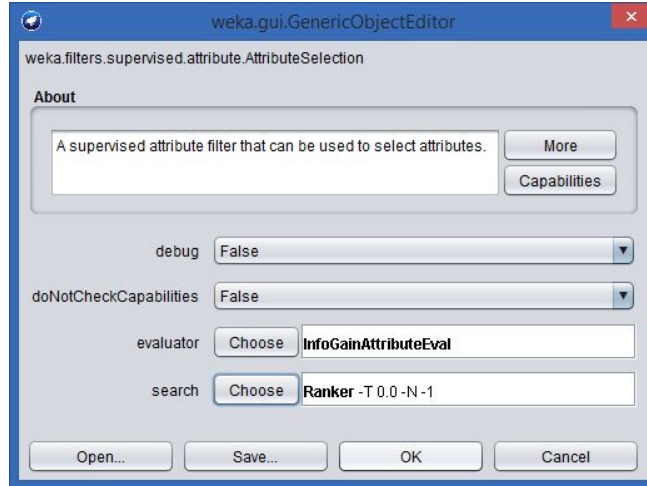 weka.gui.GenericObjectEditor
×
weka.filters.supervised.attribute.AttributeSelection
About
A supervised attribute filter that can be used to select attributes.
More
Capabilities
debug False
doNotCheckCapabilities False
evaluator Choose InfoGainAttributeEval
search Choose Ranker -T 0.0 -N -1
Open... Save... OK Cancel